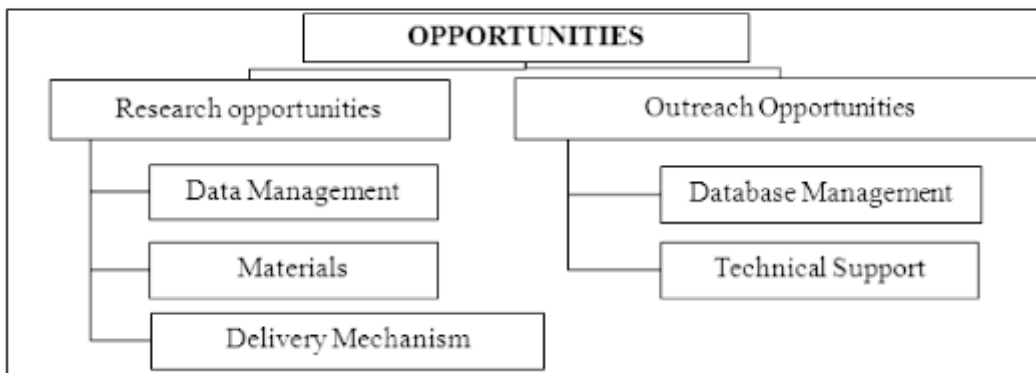 OPPORTUNITIES
Research opportunities
Outreach Opportunities
Data Management
Database Management
Materials
Technical Support
Delivery Mechanism